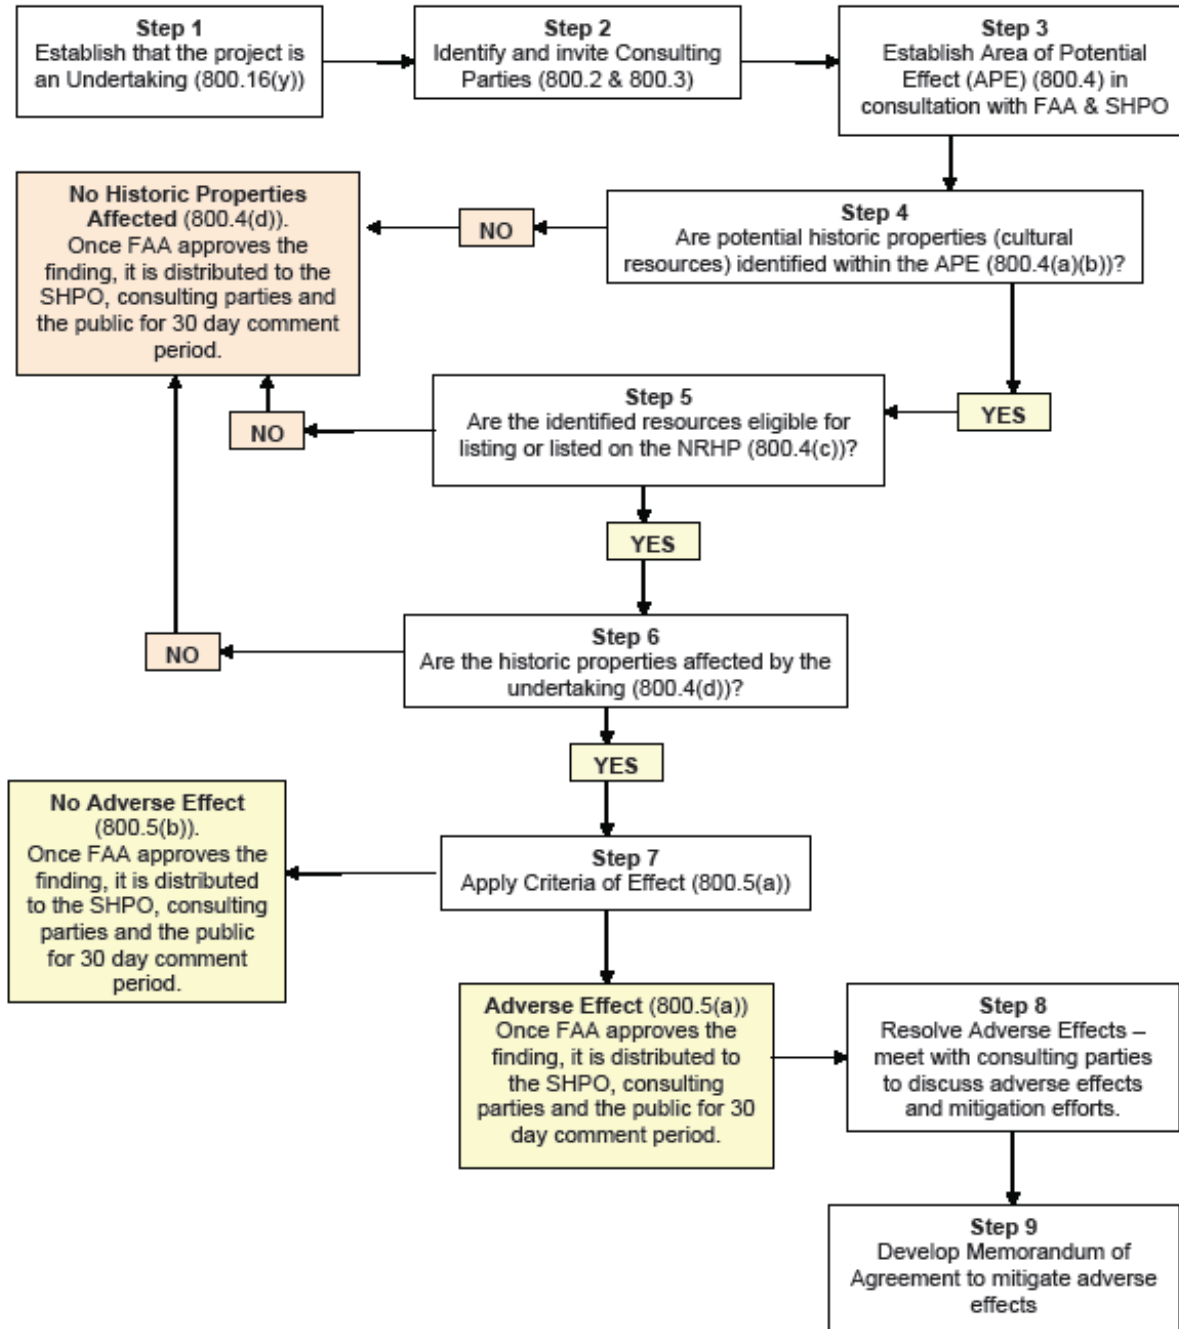 Step 1
Establish that the project is
an Undertaking (800.16(y))
Step 2
Identify and invite Consulting
Parties (800.2 & 800.3)
Step 3
Establish Area of Potential
Effect (APE) (800.4) in
consultation with FAA & SHPO
No Historic Properties
Affected (800.4(d)).
Once FAA approves the
finding, it is distributed to the
SHPO, consulting parties and
the public for 30 day comment
period.
NO
Step 4
Are potential historic properties (cultural
resources) identified within the APE (800.4(a)(b))?
YES
Step 5
Are the identified resources eligible for
listing or listed on the NRHP (800.4(c))?
NO
YES
Step 6
Are the historic properties affected by the
undertaking (800.4(d))?
NO
YES
Step 7
Apply Criteria of Effect (800.5(a))
No Adverse Effect
(800.5(b)).
Once FAA approves the
finding, it is distributed
to the SHPO, consulting
parties and the public
for 30 day comment
period.
Adverse Effect (800.5(a))
Once FAA approves the
finding, it is distributed to
the SHPO, consulting
parties and the public for 30
day comment period.
Step 8
Resolve Adverse Effects –
meet with consulting parties
to discuss adverse effects
and mitigation efforts.
Step 9
Develop Memorandum of
Agreement to mitigate adverse
effects